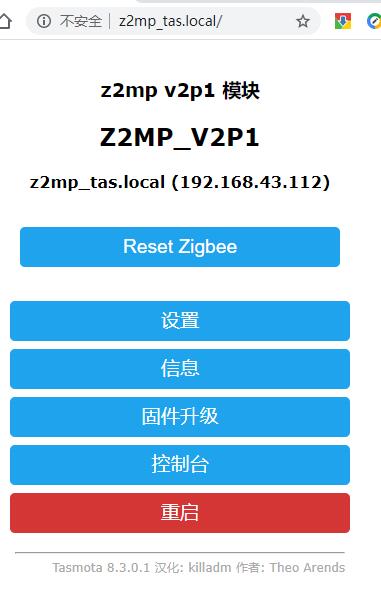 不安全 | z2mp_tas.local/
z2mp v2p1 模块
Z2MP_V2P1
z2mp_tas.local (192.168.43.112)
Reset Zigbee
设置
信息
固件升级
控制台
重启
Tasmota 8.3.0.1 汉化: killadm 作者: Theo Arends